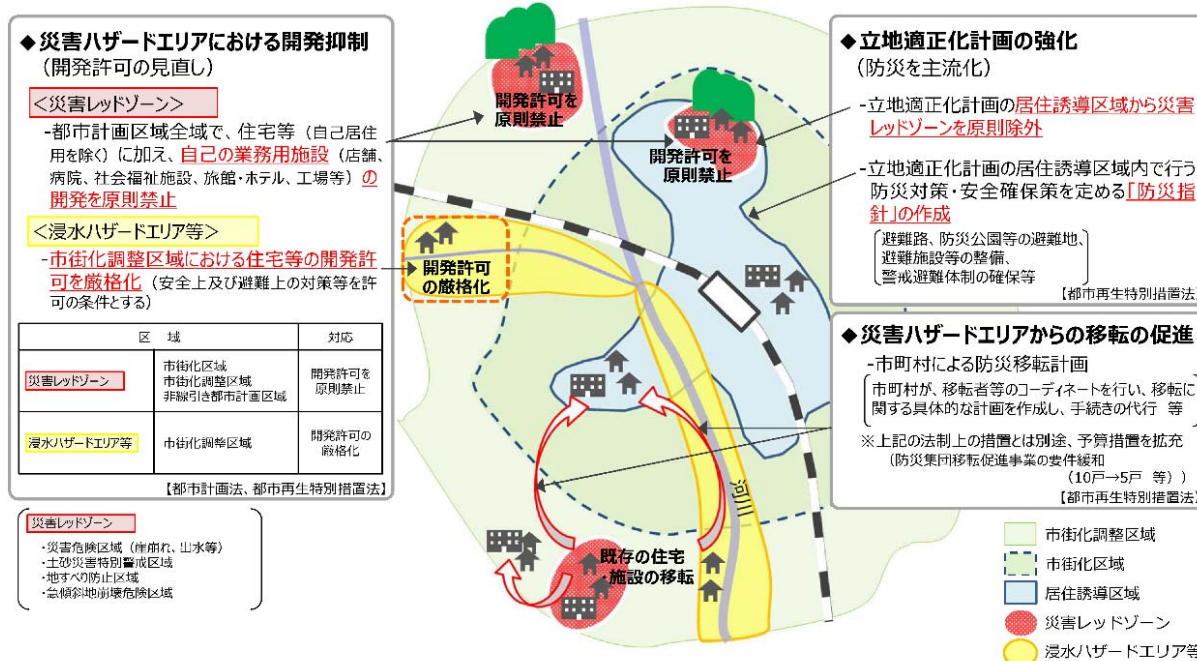 ◆災害ハザードエリアにおける開発抑制
（開発許可の見直し）
＜災害レッドゾーン＞
-都市計画区域全域で、住宅等（自己居住
用を除く）に加え、自己の業務用施設（店舗、
病院、社会福祉施設、旅館・ホテル、工場等）の
開発を原則禁止
＜浸水ハザードエリア等＞
-市街化調整区域における住宅等の開発許
可を厳格化（安全上及び避難上の対策等を許
可の条件とする）
区 域 対応
災害レッドゾーン
市街化区域
市街化調整区域
非線引き都市計画区域
開発許可を
原則禁止
浸水ハザードエリア等
市街化調整区域
開発許可の
厳格化
【都市計画法、都市再生特別措置法】
災害レッドゾーン
・災害危険区域（崖崩れ、出水等）
・土砂災害特別警戒区域
・地すべり防止区域
・急傾斜地崩壊危険区域
開発許可を
原則禁止
開発許可を
原則禁止
開発許可
の厳格化
河川
既存の住宅
・施設の移転
◆立地適正化計画の強化
（防災を主流化）
-立地適正化計画の居住誘導区域から災害
レッドゾーンを原則除外
-立地適正化計画の居住誘導区域内で行う
防災対策・安全確保策を定める「防災指
針」の作成
避難路、防災公園等の避難地、
避難施設等の整備、
警戒避難体制の確保等
【都市再生特別措置法】
◆災害ハザードエリアからの移転の促進
-市町村による防災移転計画
市町村が、移転者等のコーディネートを行い、移転に
関する具体的な計画を作成し、手続きの代行 等
※上記の法制上の措置とは別途、予算措置を拡充
（防災集団移転促進事業の要件緩和
（10戸→5戸 等））
【都市再生特別措置法】
市街化調整区域
市街化区域
居住誘導区域
災害レッドゾーン
浸水ハザードエリア等